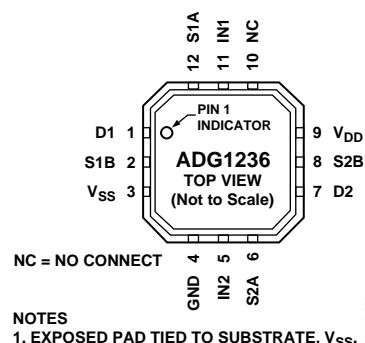 12 S1A
11 IN1
10 NC
PIN 1
INDICATOR
D1 1
S1B 2
VSS 3
ADG1236
TOP VIEW
(Not to Scale)
9 VDD
8 S2B
7 D2
NC = NO CONNECT
GND 4
IN2 5
S2A 6
NOTES
1. EXPOSED PAD TIED TO SUBSTRATE, VSS.